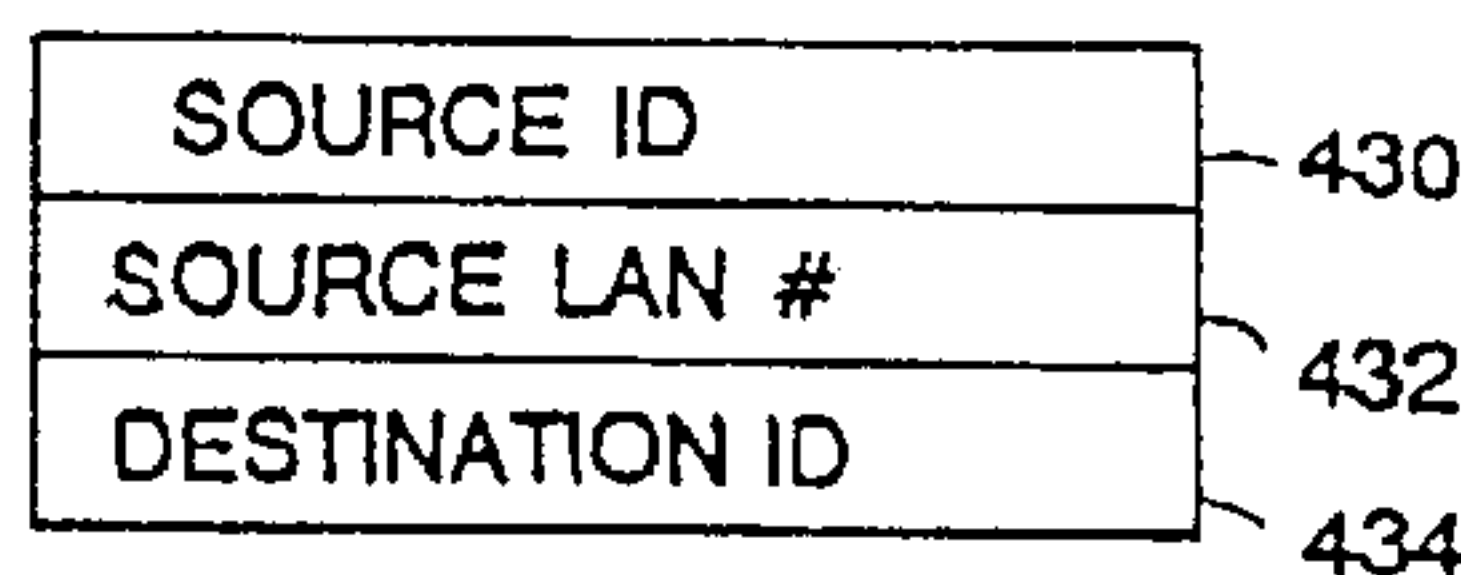 SOURCE ID
430
SOURCE LAN #
432
DESTINATION ID
434